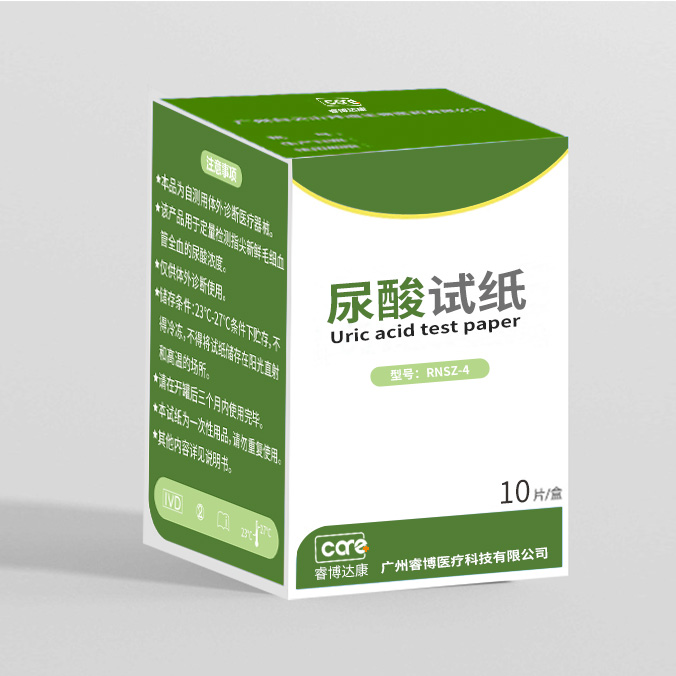 care
睿博达康
注意事项
★本品为自测用体外诊断医疗器械。
★该产品用于定量检测指尖新鲜毛细血
管全血的尿酸浓度。
★仅供体外诊断使用。
★储存条件:23℃-27℃条件下贮存,不
得冷冻,不得将试纸储存在阳光直射
和高温的场所。
★请在开罐后三个月内使用完毕。
★本试纸为一次性用品,请勿重复使用。
★其他内容详见说明书。
IVD
2
23℃
27℃
尿酸试纸
Uric acid test paper
型号：RNSZ-4
10片/盒
care
睿博达康
广州睿博医疗科技有限公司